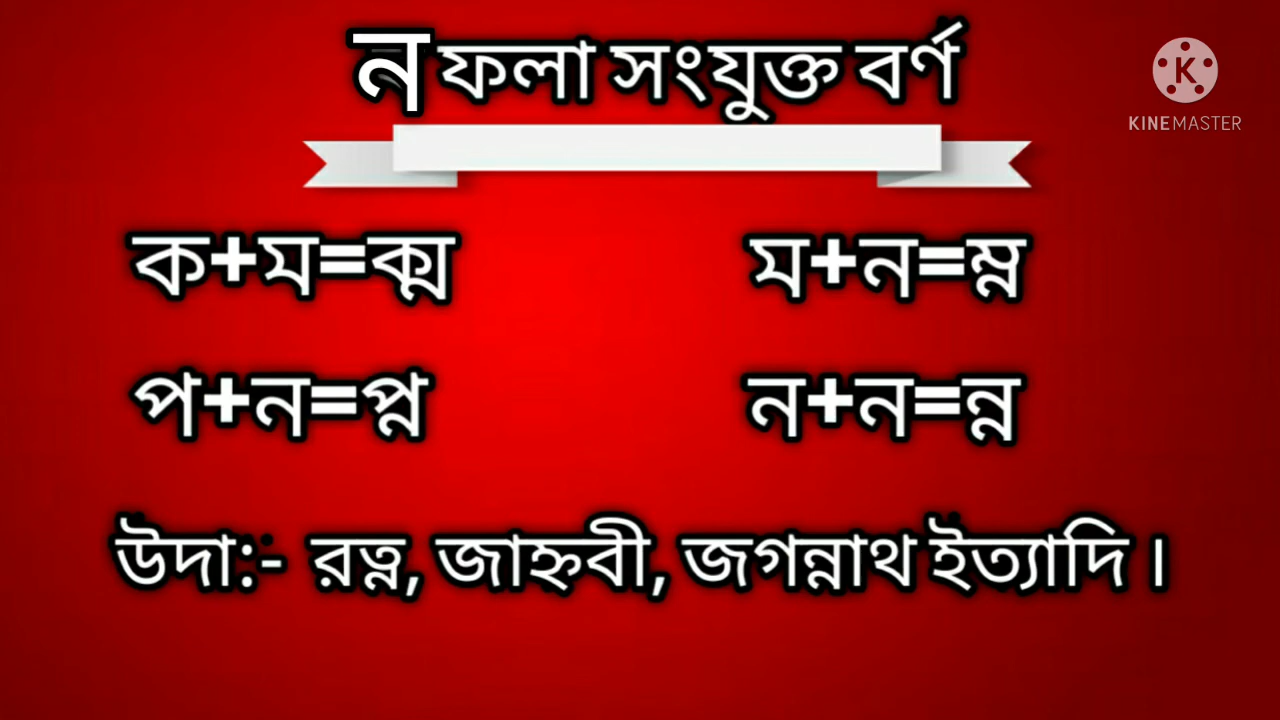 ন ফলা সংযুক্ত বর্ণ
KINEMASTER
ক+ম=ক্ম ম+ন=ম্ন
প+ন=প্ন ন+ন=ন্ন
উদা:- রত্ন, জাহ্নবী, জগন্নাথ ইত্যাদি ।